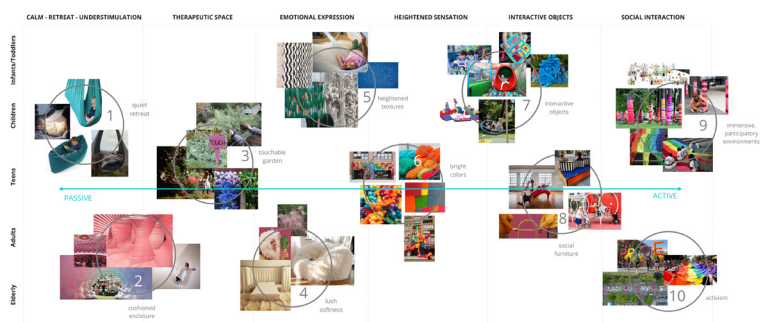 CALM - RETREAT - UNDERSTIMULATION
THERAPEUTIC SPACE
EMOTIONAL EXPRESSION
HEIGHTENED SENSATION
INTERACTIVE OBJECTS
SOCIAL INTERACTION
Infants/Toddlers
Children
Teens
Adults
Elderly
1
quiet
retreat
3
TOUCH
touchable
garden
5
heightened
textures
7
interactive
objects
9
immersive,
participatory
environments
6
bright
colors
PASSIVE
ACTIVE
2
cushioned
enclosure
4
lush
softness
8
social
furniture
10
activism